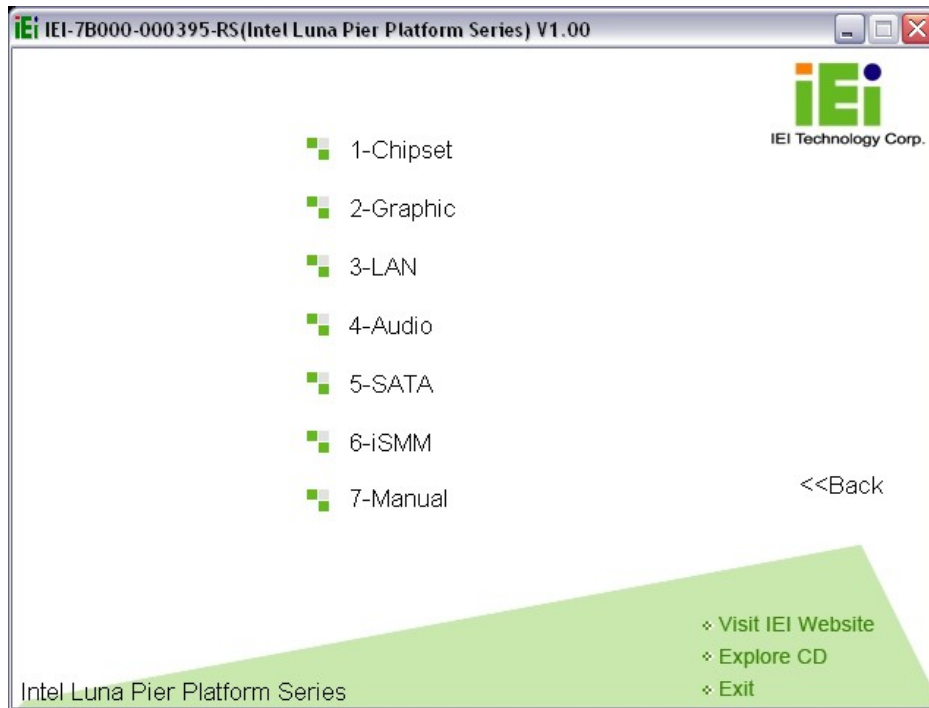 iEi IEI-7B000-000395-RS(Intel Luna Pier Platform Series) V1.00
iEi
IEI Technology Corp.
1-Chipset
2-Graphic
3-LAN
4-Audio
5-SATA
6-iSMM
7-Manual
<<Back
Visit IEI Website
Explore CD
Exit
Intel Luna Pier Platform Series